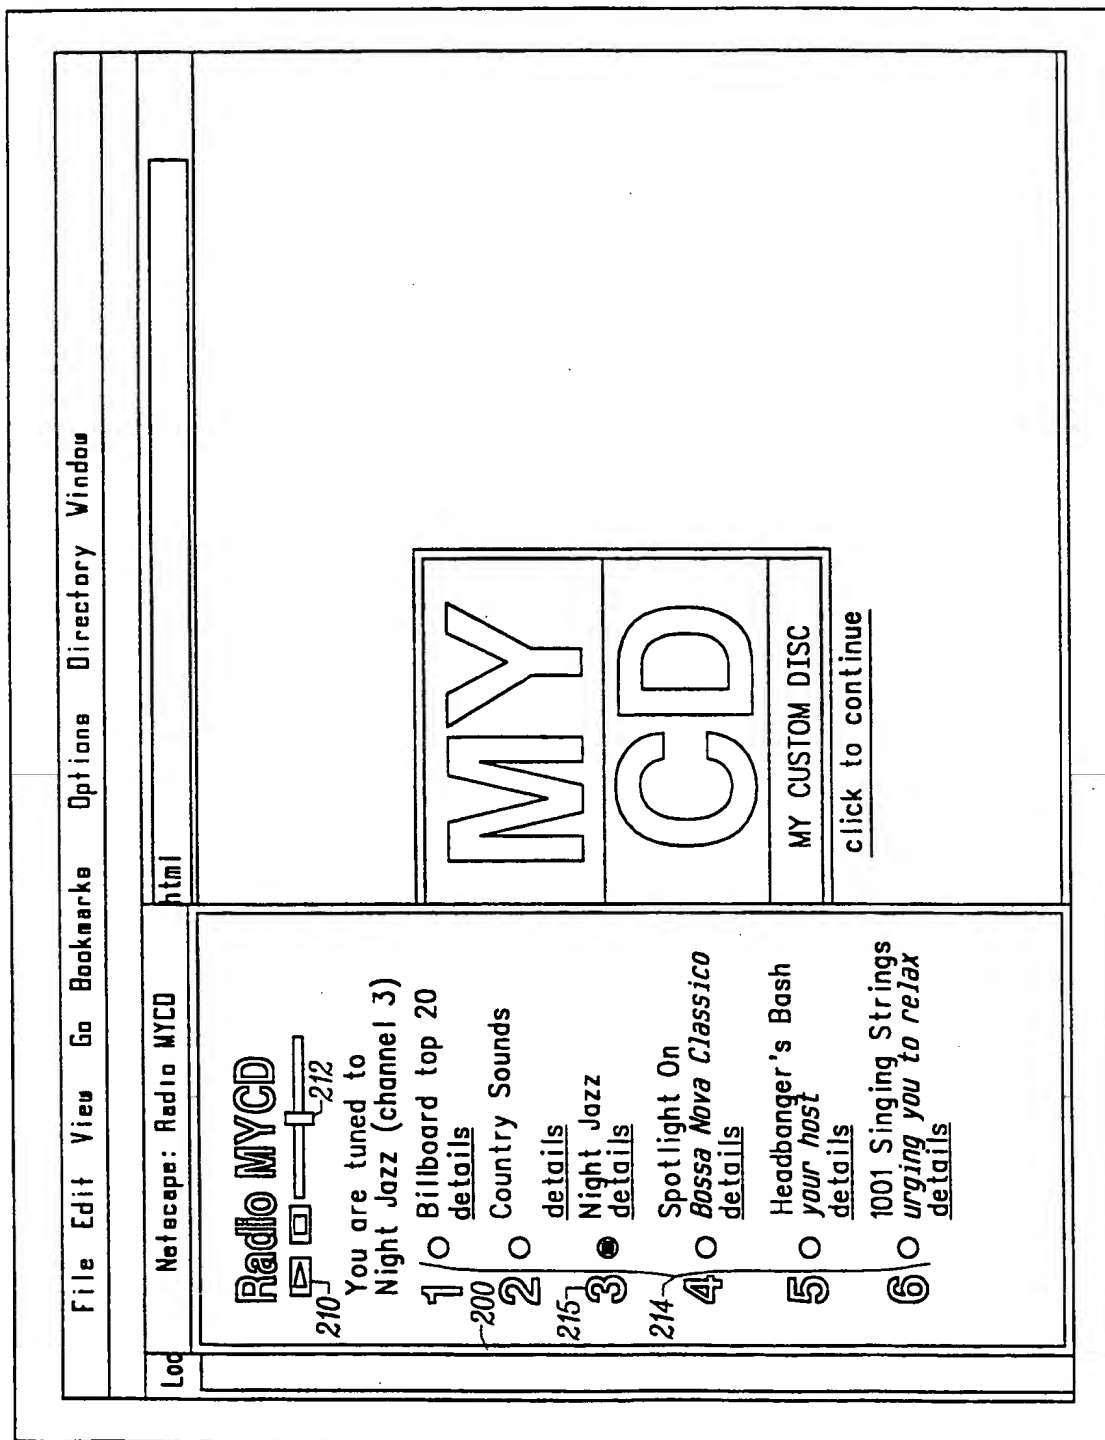 File Edit View Go Bookmarks Options Directory Window
Netscape: Radio MYCD
Loc
html
Radio MYCD
210
212
You are tuned to
Night Jazz (channel 3)
200
1 Billboard top 20
details
2 Country Sounds
details
215
3 Night Jazz
details
214
4 Spotlight On
Bossa Nova Classico
details
5 Headbanger's Bash
your host
details
6 1001 Singing Strings
urging you to relax
details
MY
CD
MY CUSTOM DISC
click to continue